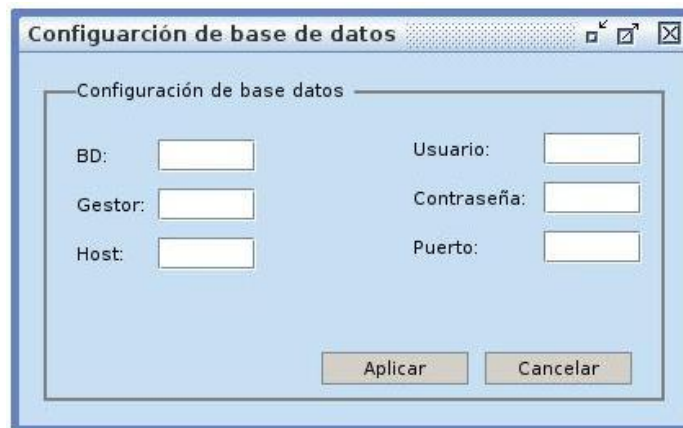 Configuarción de base de datos
Configuración de base datos
BD:
Usuario:
Gestor:
Contraseña:
Host:
Puerto:
Aplicar
Cancelar